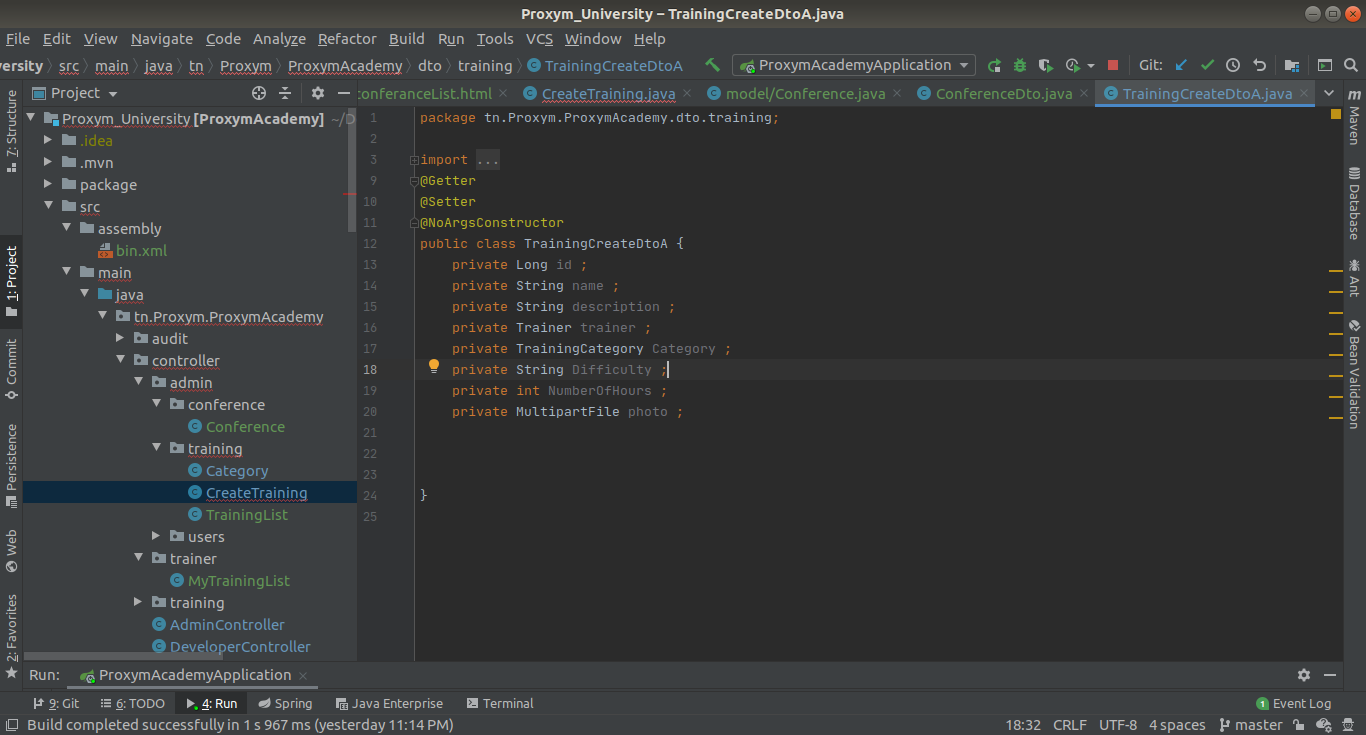 Proxym_University – TrainingCreateDtoA.java
File Edit View Navigate Code Analyze Refactor Build Run Tools VCS Window Help
versity src main java tn Proxym ProxymAcademy dto training TrainingCreateDtoA ProxymAcademyApplication Git:
Project
conferanceList.html CreateTraining.java model/Conference.java ConferenceDto.java TrainingCreateDtoA.java
Proxym_University [ProxymAcademy] ~/D
.idea
.mvn
package
src
assembly
bin.xml
main
java
tn.Proxym.ProxymAcademy
audit
controller
admin
conference
Conference
training
Category
CreateTraining
TrainingList
users
trainer
MyTrainingList
training
AdminController
DeveloperController
1 package tn.Proxym.ProxymAcademy.dto.training;
2
3 import ...
9 @Getter
10 @Setter
11 @NoArgsConstructor
12 public class TrainingCreateDtoA {
13 private Long id ;
14 private String name ;
15 private String description ;
16 private Trainer trainer ;
17 private TrainingCategory Category ;
18 private String Difficulty ;
19 private int NumberOfHours ;
20 private MultipartFile photo ;
21
22
23
24 }
25
7: Structure
1: Project
Commit
Persistence
Web
2: Favorites
Maven
Database
Ant
Bean Validation
Run: ProxymAcademyApplication
9: Git 6: TODO 4: Run Spring Java Enterprise Terminal 1 Event Log
Build completed successfully in 1 s 967 ms (yesterday 11:14 PM) 18:32 CRLF UTF-8 4 spaces master